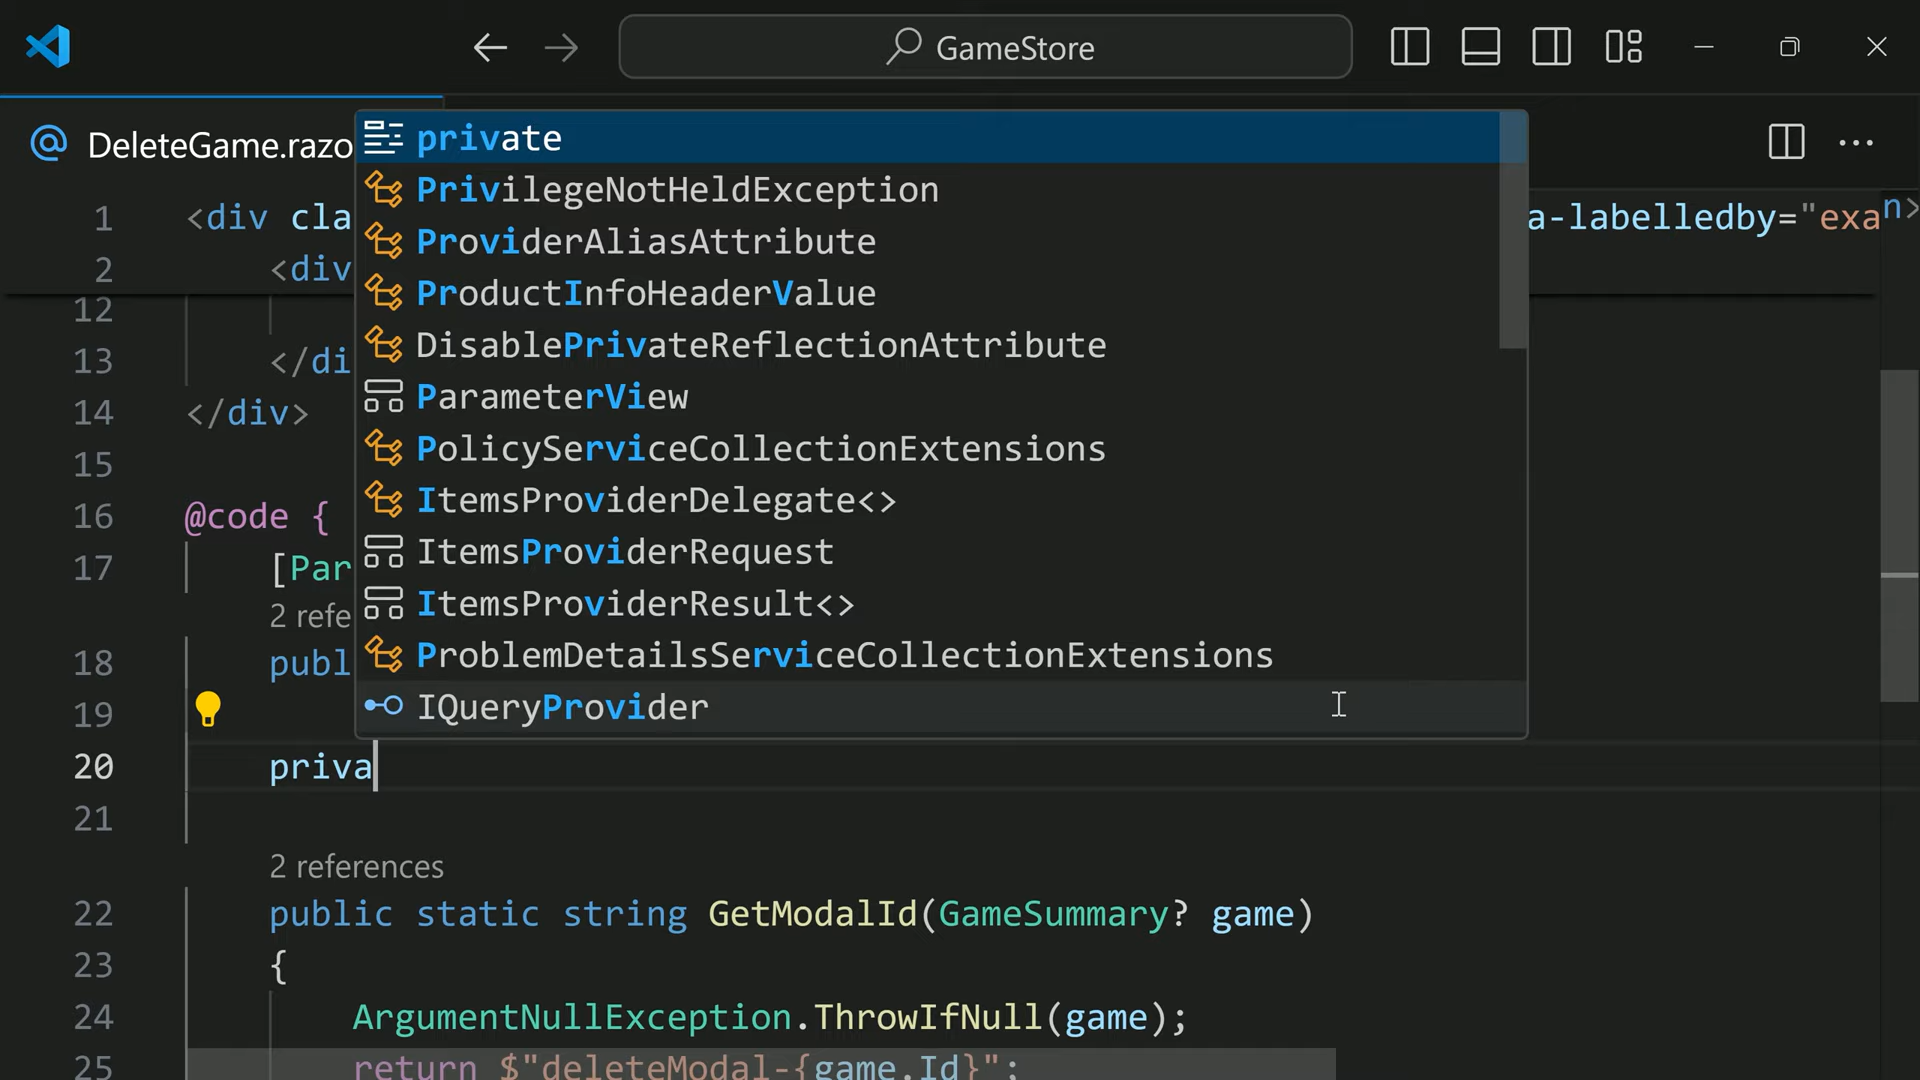 GameStore
DeleteGame.razo
private
PrivilegeNotHeldException
ProviderAliasAttribute
ProductInfoHeaderValue
DisablePrivateReflectionAttribute
ParameterView
PolicyServiceCollectionExtensions
ItemsProviderDelegate<>
ItemsProviderRequest
ItemsProviderResult<>
ProblemDetailsServiceCollectionExtensions
IQueryProvider
1 <div cla a-labelledby="exa n>
2 <div
12
13 </di
14 </div>
15
16 @code {
17 [Par
2 refe
18 publ
19
20 priva
21
2 references
22 public static string GetModalId(GameSummary? game)
23 {
24 ArgumentNullException.ThrowIfNull(game);
25 return $"deleteModal-{game.Id}";